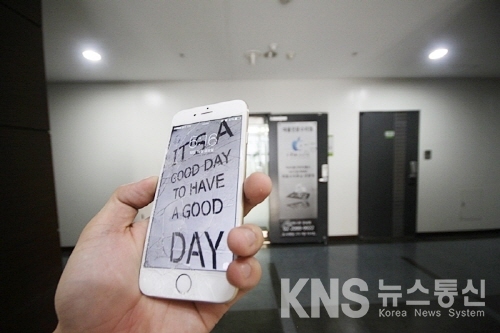 IT'S A
GOOD DAY
TO HAVE
A GOOD
DAY
KNS 뉴스통신
Korea News System